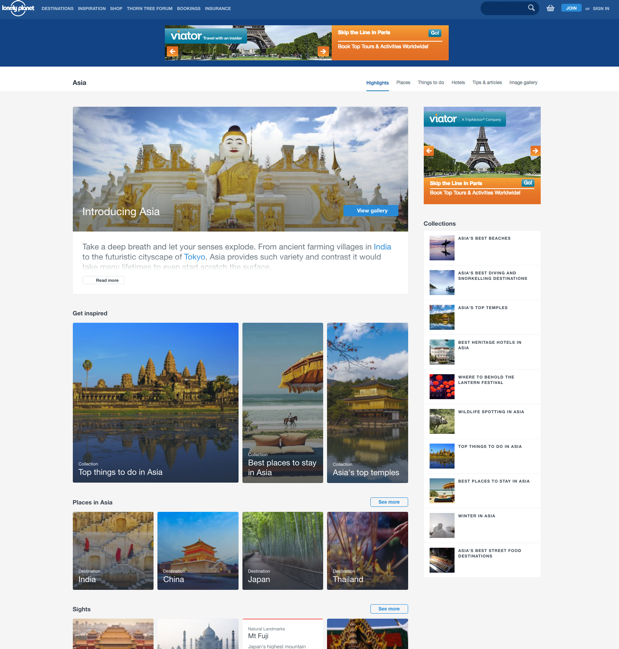 lonely planet
DESTINATIONS INSPIRATION SHOP THORN TREE FORUM BOOKINGS INSURANCE
JOIN or SIGN IN
viator Travel with an insider
Skip the Line in Paris
Go!
Book Top Tours & Activities Worldwide!
Asia
Highlights Places Things to do Hotels Tips & articles Image gallery
Introducing Asia
View gallery
Take a deep breath and let your senses explode. From ancient farming villages in India
to the futuristic cityscape of Tokyo, Asia provides such variety and contrast it would
take many lifetimes to even start scratch the surface
Read more
Get inspired
Collection
Top things to do in Asia
Collection
Best places to stay
in Asia
Collection
Asia's top temples
Places in Asia
See more
Destination
India
Destination
China
Destination
Japan
Destination
Thailand
Sights
See more
Natural Landmarks
Mt Fuji
Japan's highest mountain
viator A TripAdvisor Company
Skip the Line in Paris
Go!
Book Top Tours & Activities Worldwide!
Collections
ASIA'S BEST BEACHES
ASIA'S BEST DIVING AND
SNORKELLING DESTINATIONS
ASIA'S TOP TEMPLES
BEST HERITAGE HOTELS IN
ASIA
WHERE TO BEHOLD THE
LANTERN FESTIVAL
WILDLIFE SPOTTING IN ASIA
TOP THINGS TO DO IN ASIA
BEST PLACES TO STAY IN ASIA
WINTER IN ASIA
ASIA'S BEST STREET FOOD
DESTINATIONS